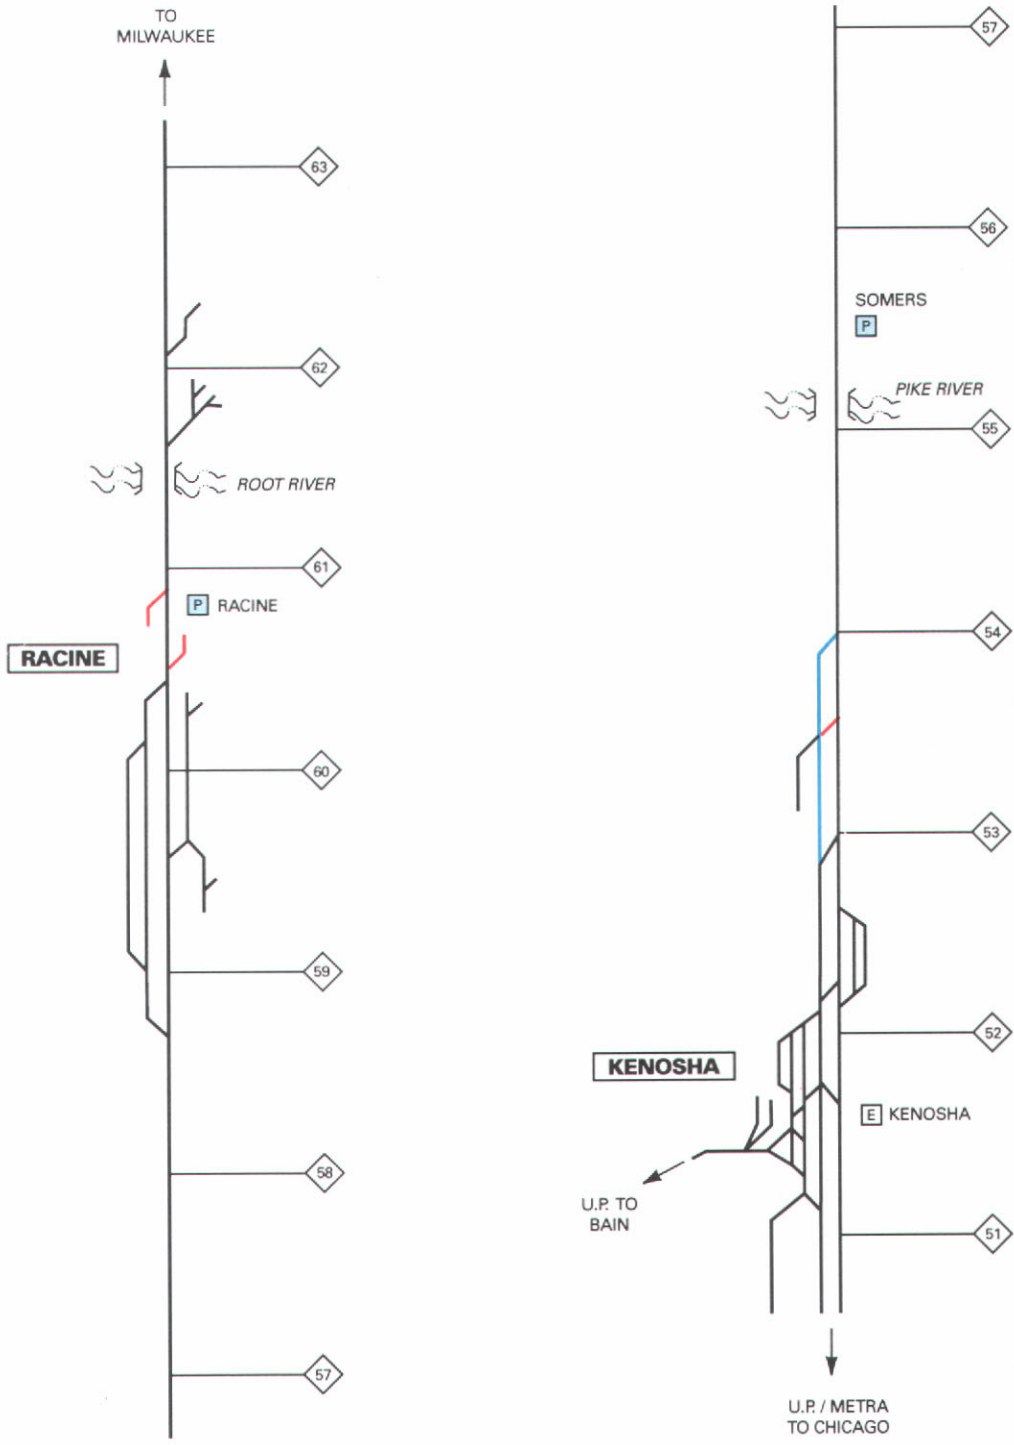 TO
MILWAUKEE
63
62
ROOT RIVER
61
P RACINE
RACINE
60
59
58
57
57
56
SOMERS
P
PIKE RIVER
55
54
53
52
KENOSHA
E KENOSHA
U.P. TO
BAIN
51
U.P. / METRA
TO CHICAGO